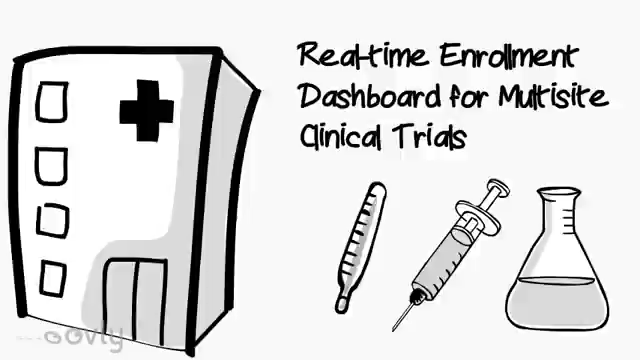 Real-time Enrollment
Dashboard for Multisite
Clinical Trials